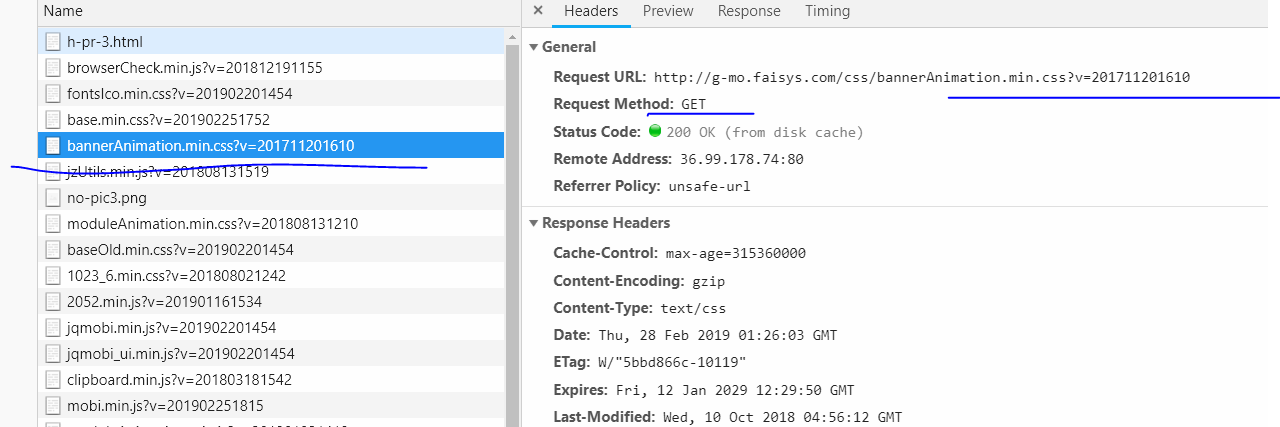 Name
h-pr-3.html
browserCheck.min.js?v=201812191155
fontsIco.min.css?v=201902201454
base.min.css?v=201902251752
bannerAnimation.min.css?v=201711201610
jzUtils.min.js?v=201808131519
no-pic3.png
moduleAnimation.min.css?v=201808131210
baseOld.min.css?v=201902201454
1023_6.min.css?v=201808021242
2052.min.js?v=201901161534
jqmobi.min.js?v=201902201454
jqmobi_ui.min.js?v=201902201454
clipboard.min.js?v=201803181542
mobi.min.js?v=201902251815
× Headers Preview Response Timing
General
Request URL: http://g-mo.faisys.com/css/bannerAnimation.min.css?v=201711201610
Request Method: GET
Status Code: 200 OK (from disk cache)
Remote Address: 36.99.178.74:80
Referrer Policy: unsafe-url
Response Headers
Cache-Control: max-age=315360000
Content-Encoding: gzip
Content-Type: text/css
Date: Thu, 28 Feb 2019 01:26:03 GMT
ETag: W/"5bbd866c-10119"
Expires: Fri, 12 Jan 2029 12:29:50 GMT
Last-Modified: Wed, 10 Oct 2018 04:56:12 GMT